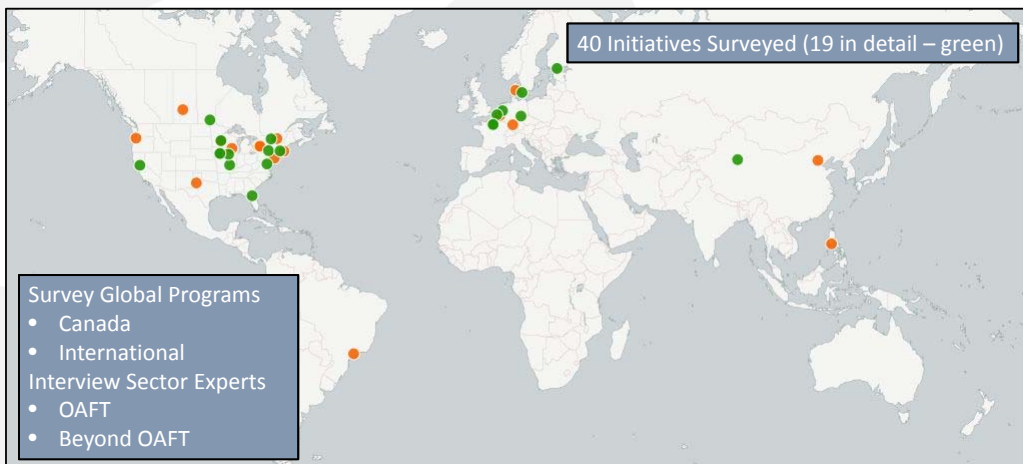 40 Initiatives Surveyed (19 in detail – green)
Survey Global Programs
• Canada
• International
Interview Sector Experts
• OAFT
• Beyond OAFT